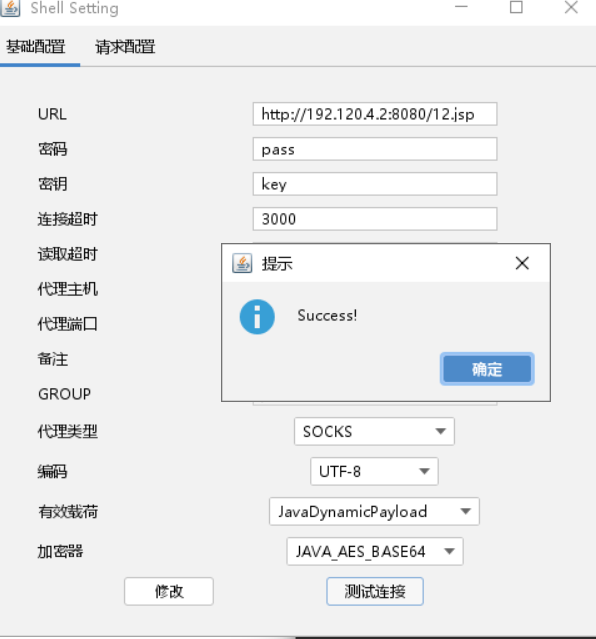 Shell Setting
基础配置 请求配置
URL http://192.120.4.2:8080/12.jsp
密码 pass
密钥 key
连接超时 3000
读取超时
提示
代理主机
Success!
代理端口
备注
确定
GROUP
代理类型 SOCKS
编码 UTF-8
有效载荷 JavaDynamicPayload
加密器 JAVA_AES_BASE64
修改 测试连接